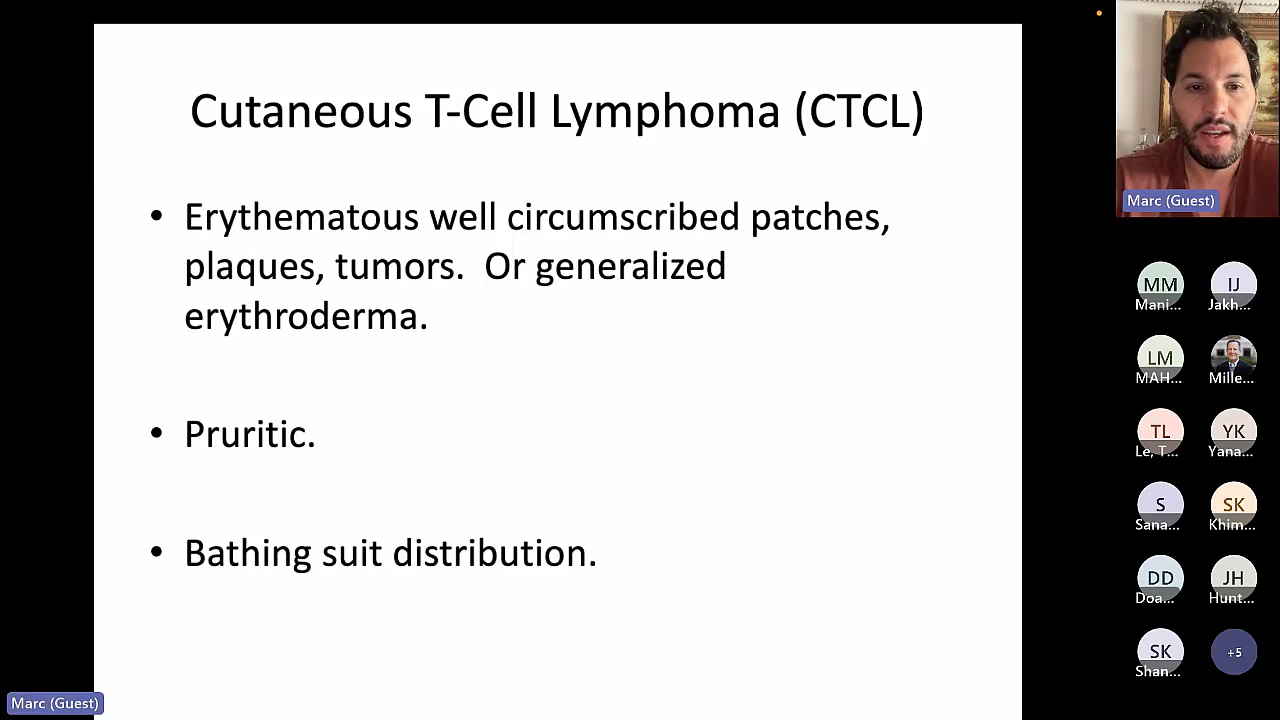 Cutaneous T-Cell Lymphoma (CTCL)
• Erythematous well circumscribed patches,
plaques, tumors. Or generalized
erythroderma.
• Pruritic.
• Bathing suit distribution.
Marc (Guest)
Marc (Guest)
MM
Mani...
IJ
Jakh...
LM
MAH...
Mille...
TL
Le, T...
YK
Yana...
S
Sana...
SK
Khim...
DD
Doa...
JH
Hunt...
SK
Shan...
+5